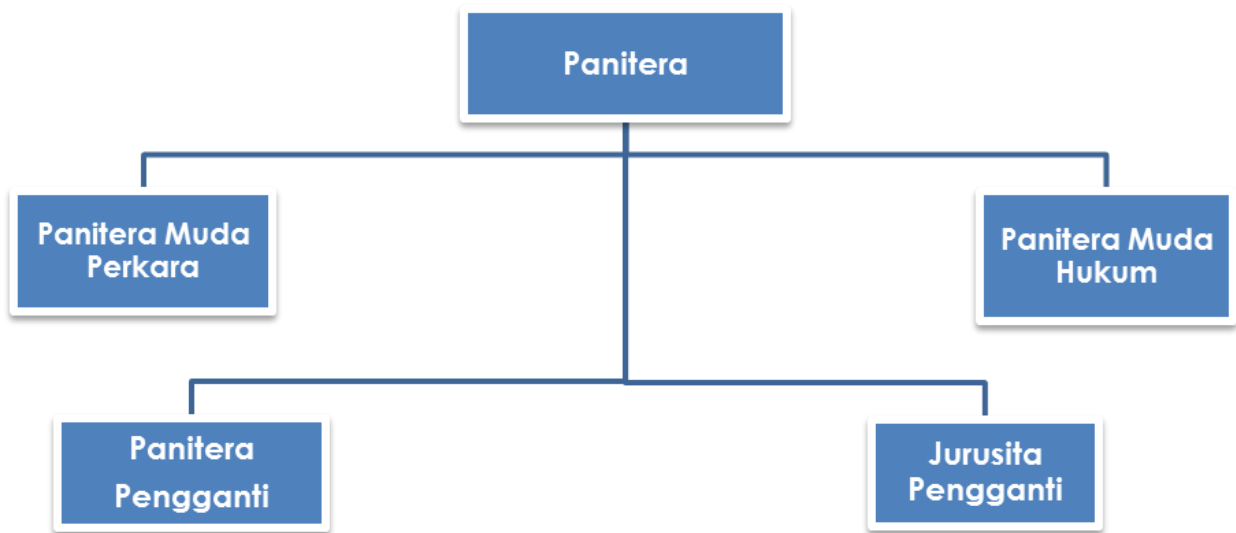 Panitera
Panitera Muda
Perkara
Panitera Muda
Hukum
Panitera
Pengganti
Jurusita
Pengganti